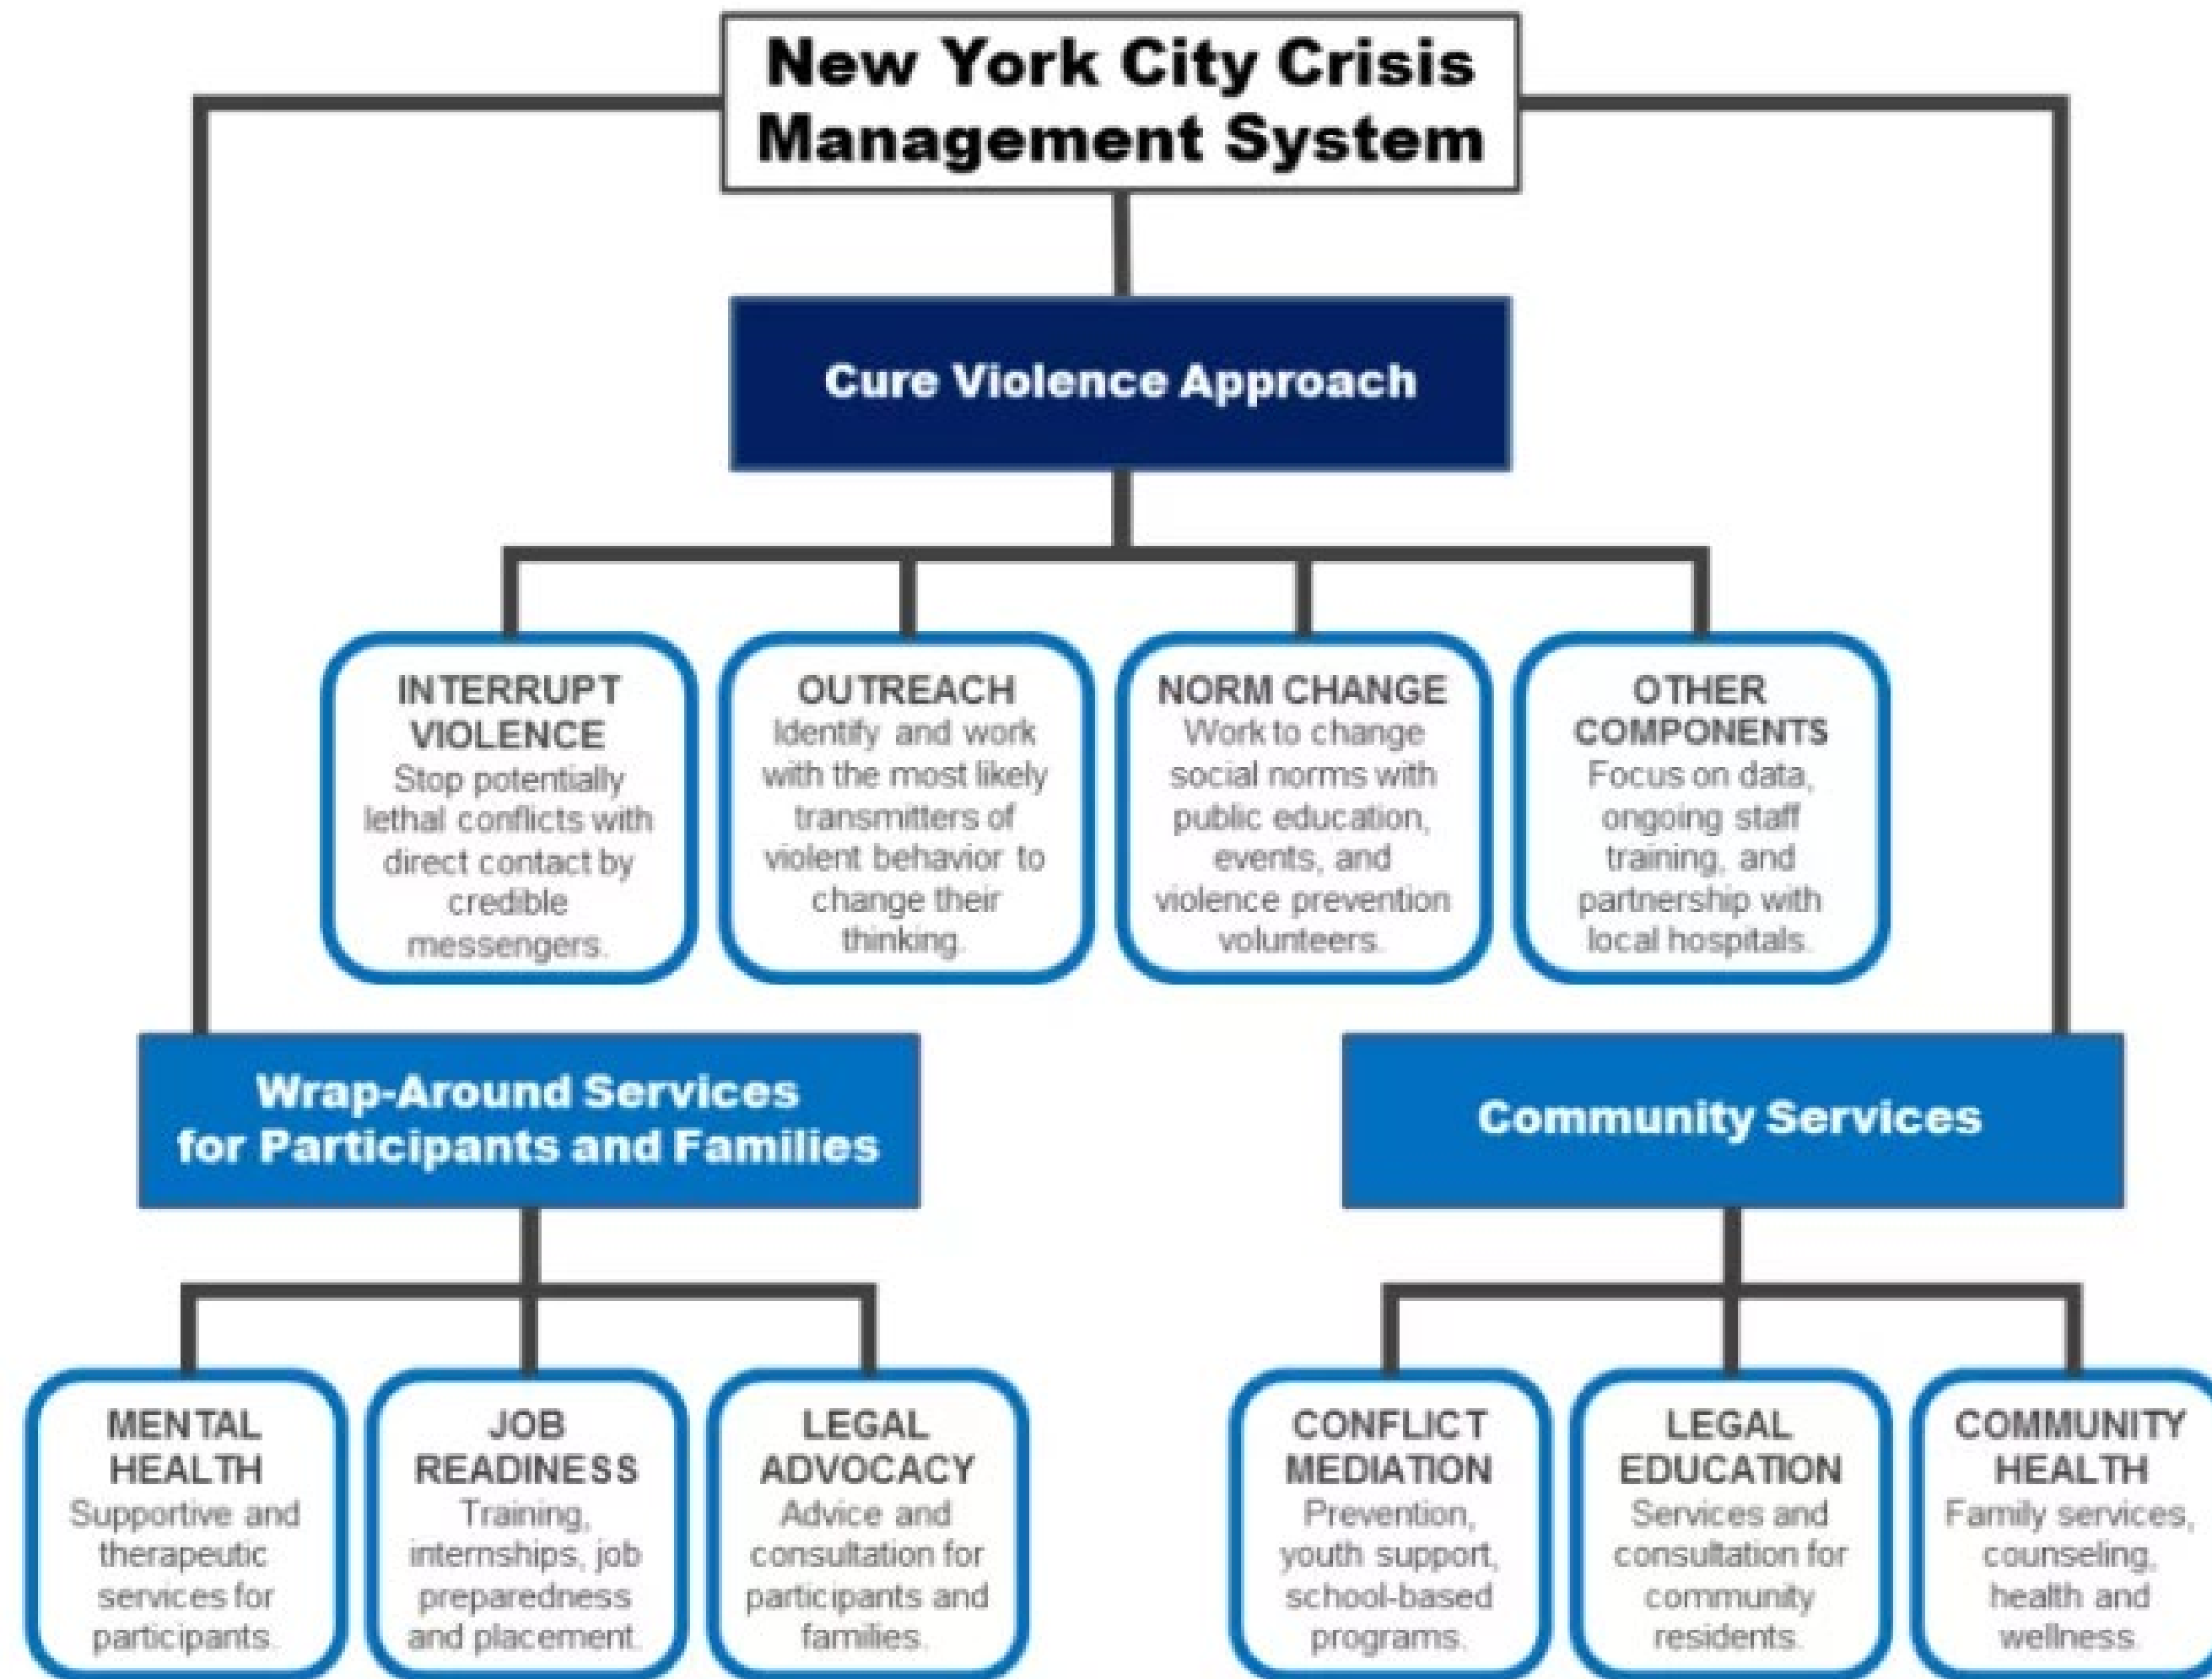 New York City Crisis
Management System
Cure Violence Approach
INTERRUPT
VIOLENCE
Stop potentially
lethal conflicts with
direct contact by
credible
messengers.
OUTREACH
Identify and work
with the most likely
transmitters of
violent behavior to
change their
thinking.
NORM CHANGE
Work to change
social norms with
public education,
events, and
violence prevention
volunteers.
OTHER
COMPONENTS
Focus on data,
ongoing staff
training, and
partnership with
local hospitals.
Wrap-Around Services
for Participants and Families
Community Services
MENTAL
HEALTH
Supportive and
therapeutic
services for
participants.
JOB
READINESS
Training,
internships, job
preparedness
and placement.
LEGAL
ADVOCACY
Advice and
consultation for
participants and
families.
CONFLICT
MEDIATION
Prevention,
youth support,
school-based
programs.
LEGAL
EDUCATION
Services and
consultation for
community
residents.
COMMUNITY
HEALTH
Family services,
counseling,
health and
wellness.